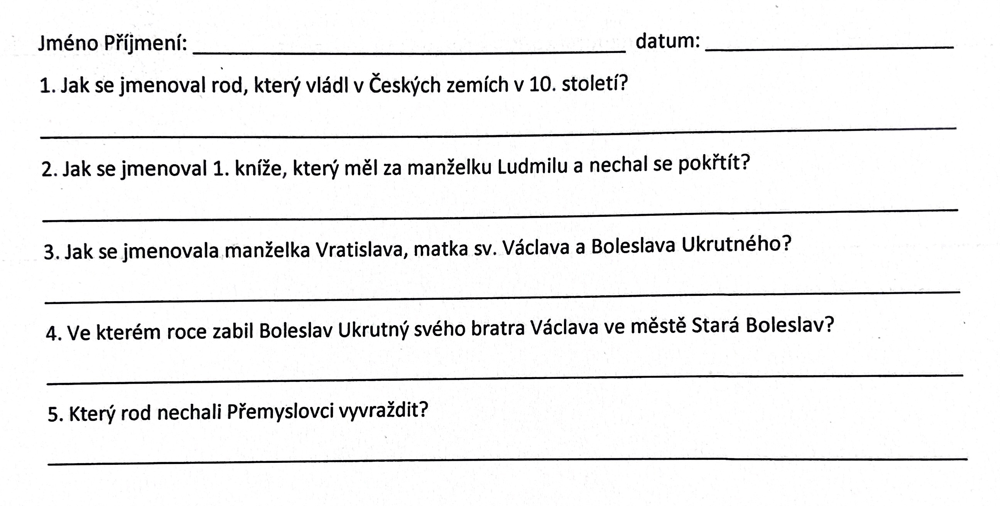 Jméno Příjmení: ______________________ datum: ______________
1. Jak se jmenoval rod, který vládl v Českých zemích v 10. století?
2. Jak se jmenoval 1. kníže, který měl za manželku Ludmilu a nechal se pokřtít?
3. Jak se jmenovala manželka Vratislava, matka sv. Václava a Boleslava Ukrutného?
4. Ve kterém roce zabil Boleslav Ukrutný svého bratra Václava ve městě Stará Boleslav?
5. Který rod nechali Přemyslovci vyvraždit?